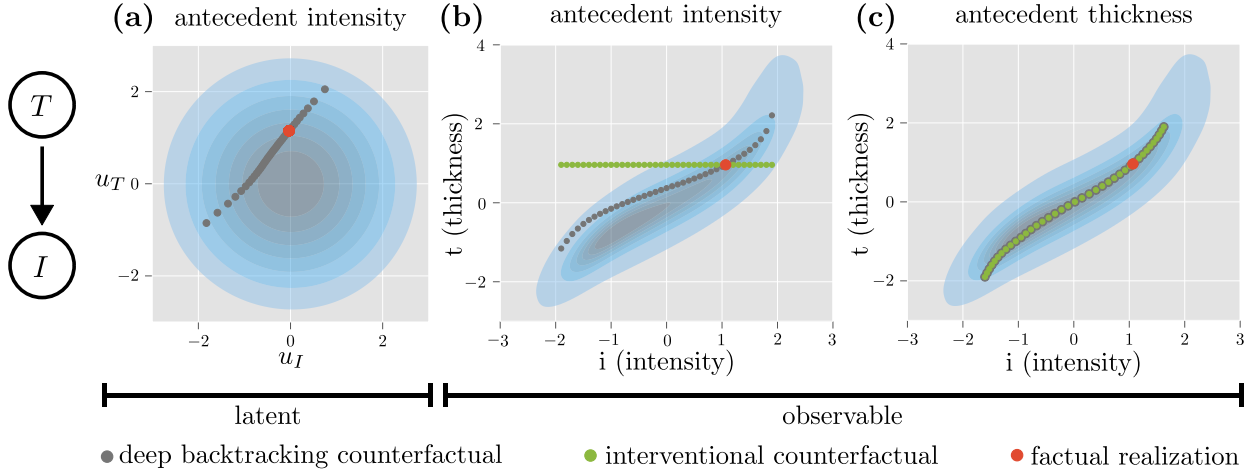 (a) antecedent intensity
(b) antecedent intensity
(c) antecedent thickness
T
I
u_T
2
0
−2
−2
0
2
u_I
t (thickness)
4
2
0
−2
−3
−2
−1
0
1
2
3
i (intensity)
t (thickness)
4
2
0
−2
−3
−2
−1
0
1
2
3
i (intensity)
latent
observable
deep backtracking counterfactual
interventional counterfactual
factual realization